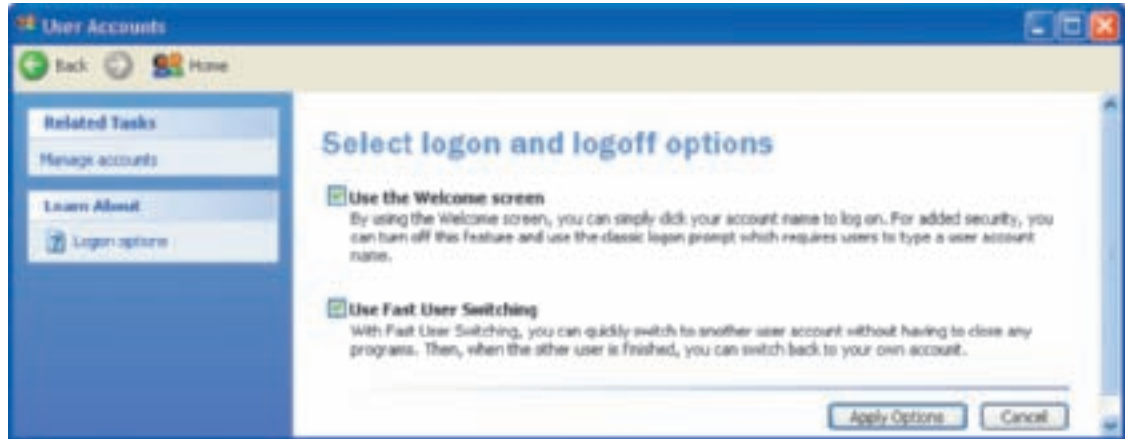 User Accounts
Back Home
Related Tasks
Manage accounts
Learn About
Logon options
Select logon and logoff options
Use the Welcome screen
By using the Welcome screen, you can simply click your account name to log on. For added security, you
can turn off this feature and use the classic logon prompt which requires users to type a user account
name.
Use Fast User Switching
With Fast User Switching, you can quickly switch to another user account without having to close any
programs. Then, when the other user is finished, you can switch back to your own account.
Apply Options Cancel